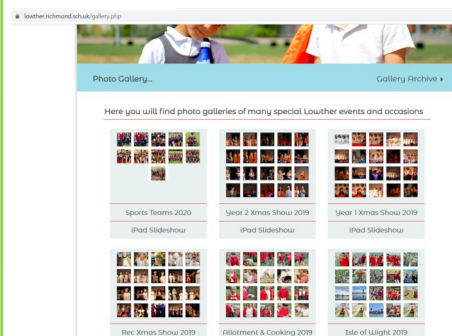 lowther.richmond.sch.uk/gallery.php
Photo Gallery...
Gallery Archive
Here you will find photo galleries of many special Lowther events and occasions
Sports Teams 2020
Year 2 Xmas Show 2019
Year 1 Xmas Show 2019
iPad Slideshow
iPad Slideshow
iPad Slideshow
Rec Xmas Show 2019
Allotment & Cooking 2019
Isle of Wight 2019